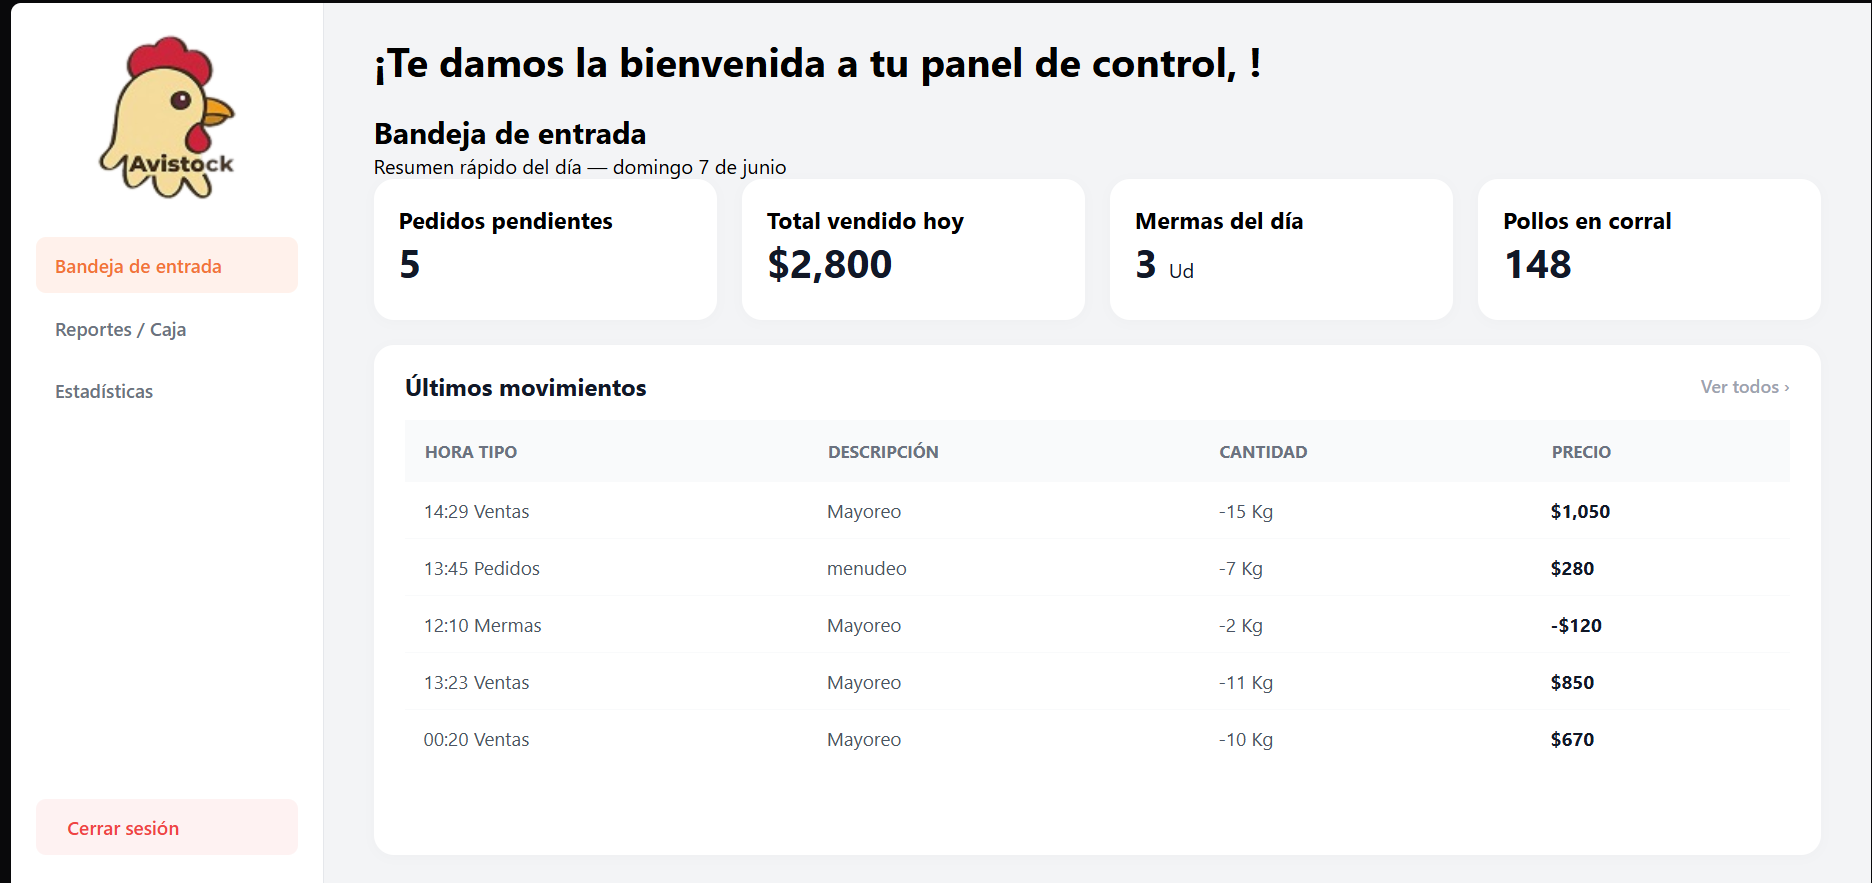 Avistock
Bandeja de entrada
Reportes / Caja
Estadísticas
Cerrar sesión
¡Te damos la bienvenida a tu panel de control, !
Bandeja de entrada
Resumen rápido del día — domingo 7 de junio
Pedidos pendientes
5
Total vendido hoy
$2,800
Mermas del día
3 Ud
Pollos en corral
148
Últimos movimientos
Ver todos ›
HORA TIPO DESCRIPCIÓN CANTIDAD PRECIO
14:29 Ventas Mayoreo -15 Kg $1,050
13:45 Pedidos menudeo -7 Kg $280
12:10 Mermas Mayoreo -2 Kg -$120
13:23 Ventas Mayoreo -11 Kg $850
00:20 Ventas Mayoreo -10 Kg $670